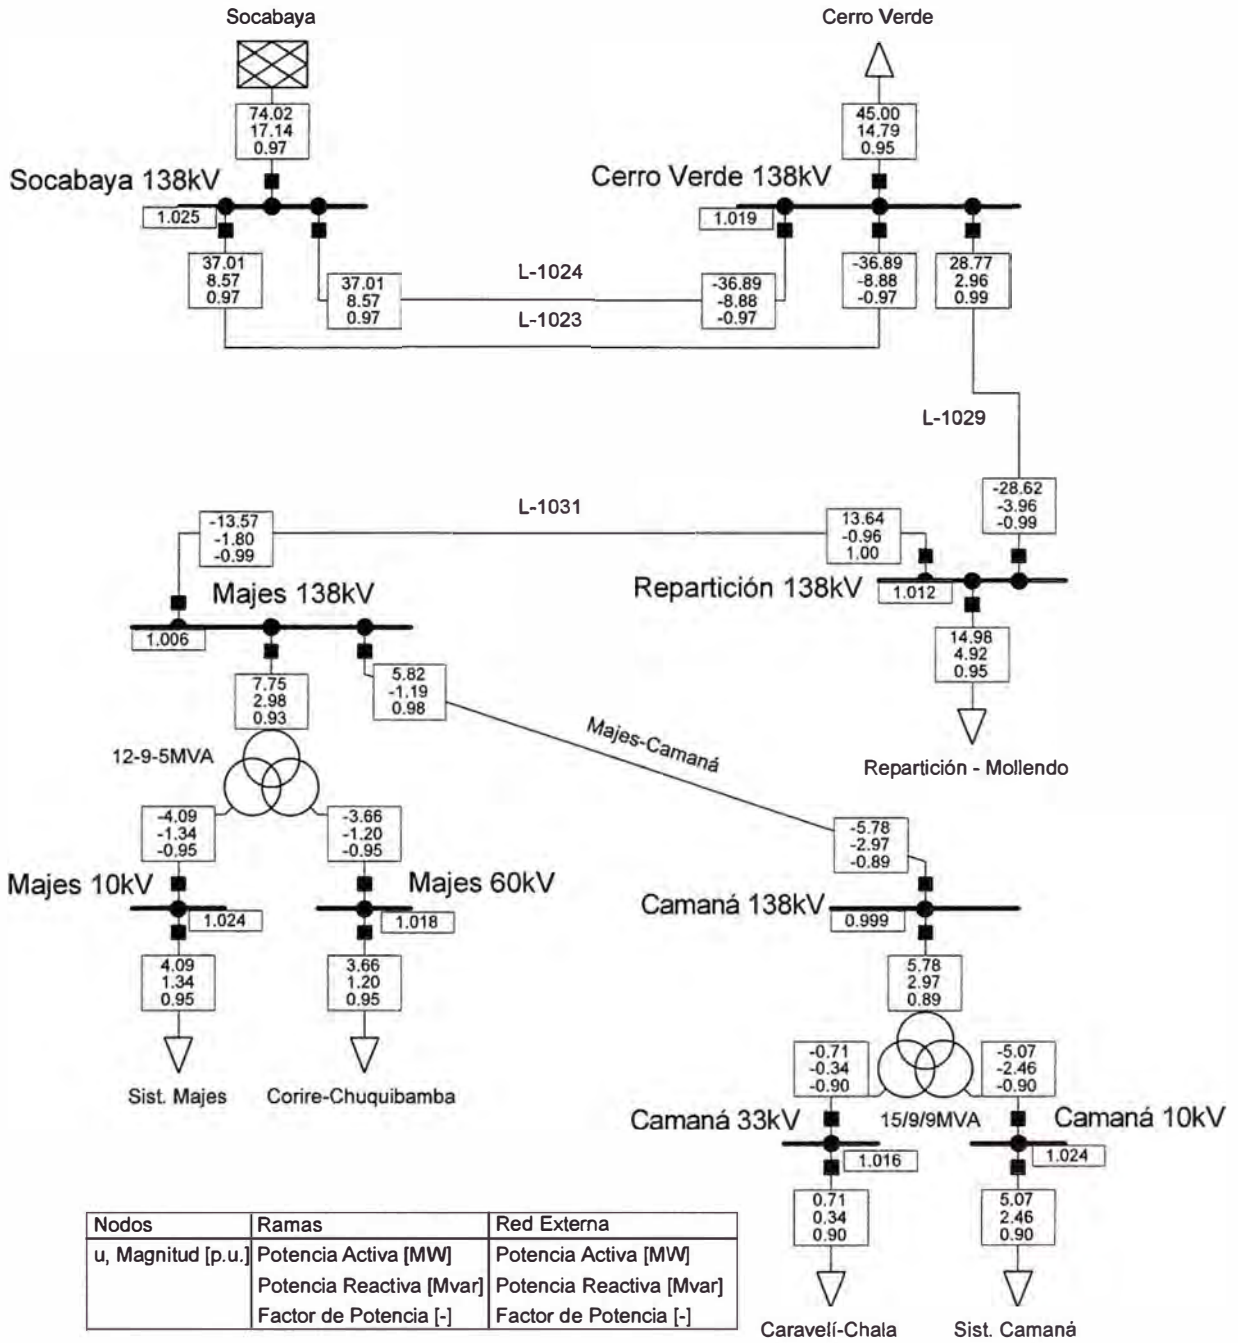 Socabaya
Cerro Verde
74.02
17.14
0.97
45.00
14.79
0.95
Socabaya 138kV
Cerro Verde 138kV
1.025
1.019
37.01
8.57
0.97
37.01
8.57
0.97
L-1024
L-1023
-36.89
-8.88
-0.97
-36.89
-8.88
-0.97
28.77
2.96
0.99
L-1029
-28.62
-3.96
-0.99
-13.57
-1.80
-0.99
L-1031
13.64
-0.96
1.00
Majes 138kV
Repartición 138kV
1.006
1.012
7.75
2.98
0.93
5.82
-1.19
0.98
14.98
4.92
0.95
12-9-5MVA
Majes-Camaná
Repartición - Mollendo
-4.09
-1.34
-0.95
-3.66
-1.20
-0.95
-5.78
-2.97
-0.89
Majes 10kV
Majes 60kV
Camaná 138kV
1.024
1.018
0.999
4.09
1.34
0.95
3.66
1.20
0.95
5.78
2.97
0.89
Sist. Majes
Corire-Chuquibamba
-0.71
-0.34
-0.90
-5.07
-2.46
-0.90
Camaná 33kV
15/9/9MVA
Camaná 10kV
1.016
1.024
0.71
0.34
0.90
5.07
2.46
0.90
Caravelí-Chala
Sist. Camaná
Nodos Ramas Red Externa
u, Magnitud [p.u.] Potencia Activa [MW] Potencia Activa [MW]
Potencia Reactiva [Mvar] Potencia Reactiva [Mvar]
Factor de Potencia [-] Factor de Potencia [-]